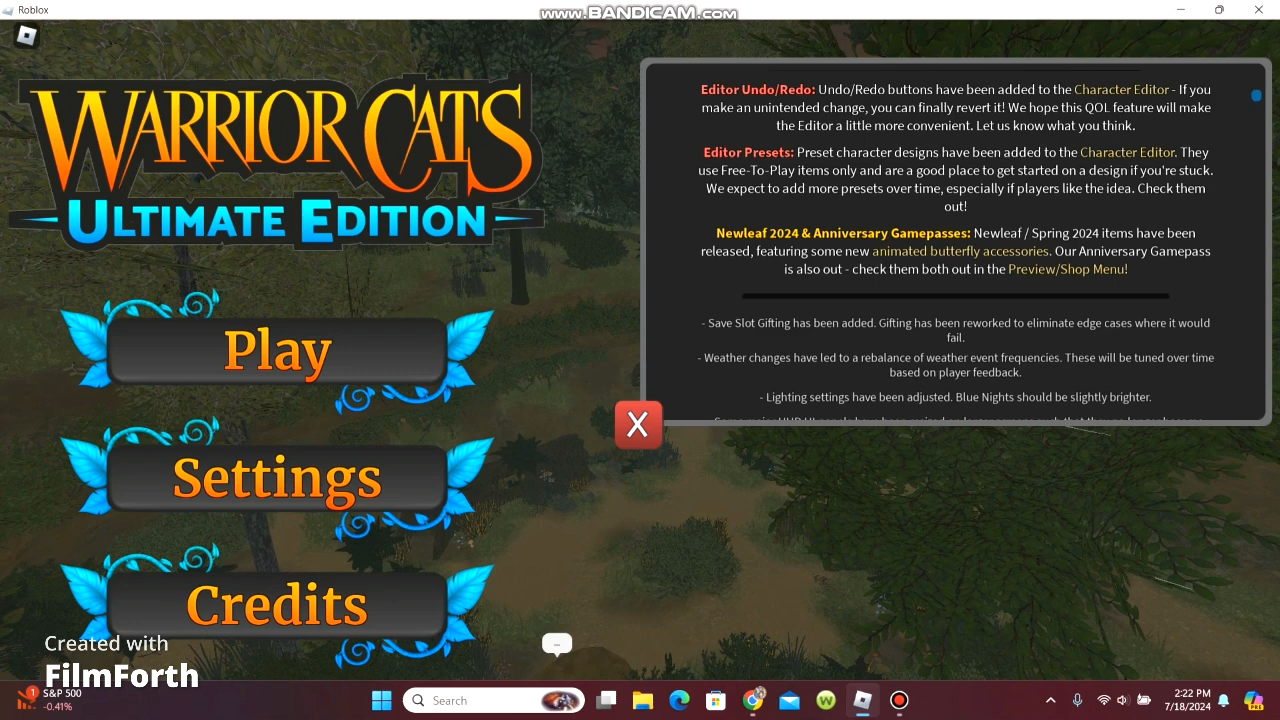 Roblox
www.BANDICAM.com
WARRIOR CATS
ULTIMATE EDITION
Play
Settings
Credits
Editor Undo/Redo: Undo/Redo buttons have been added to the Character Editor - If you
make an unintended change, you can finally revert it! We hope this QOL feature will make
the Editor a little more convenient. Let us know what you think.
Editor Presets: Preset character designs have been added to the Character Editor. They
use Free-To-Play items only and are a good place to get started on a design if you're stuck.
We expect to add more presets over time, especially if players like the idea. Check them
out!
Newleaf 2024 & Anniversary Gamepasses: Newleaf / Spring 2024 items have been
released, featuring some new animated butterfly accessories. Our Anniversary Gamepass
is also out - check them both out in the Preview/Shop Menu!
- Save Slot Gifting has been added. Gifting has been reworked to eliminate edge cases where it would
fail.
- Weather changes have led to a rebalance of weather event frequencies. These will be tuned over time
based on player feedback.
- Lighting settings have been adjusted. Blue Nights should be slightly brighter.
X
Created with
FilmForth
1
S&P 500
-0.41%
Search
W
2:22 PM
7/18/2024
PRE